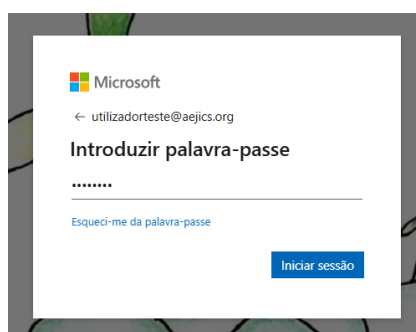 Microsoft
← utilizadorteste@aejics.org
Introduzir palavra-passe
••••••••
Esqueci-me da palavra-passe
Iniciar sessão